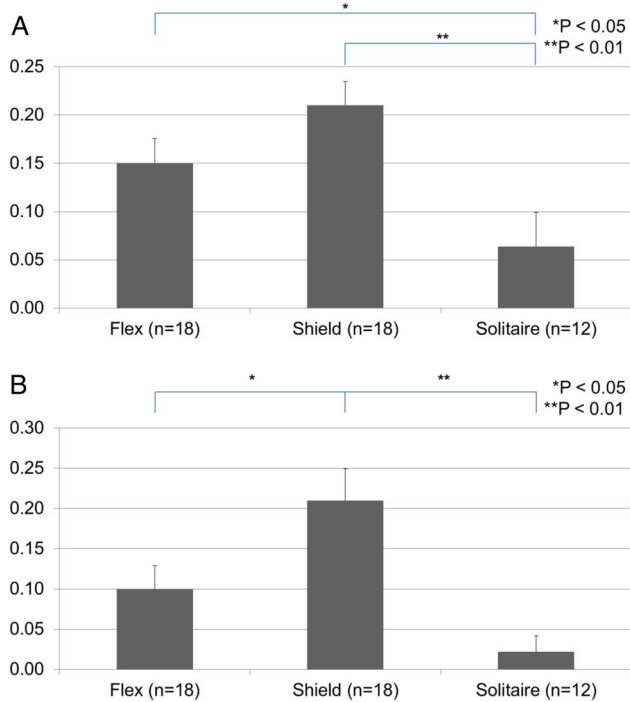 A
*
*P < 0.05
**
**P < 0.01
0.25
0.20
0.15
0.10
0.05
0.00
Flex (n=18) Shield (n=18) Solitaire (n=12)
B
* ** *P < 0.05
**P < 0.01
0.30
0.25
0.20
0.15
0.10
0.05
0.00
Flex (n=18) Shield (n=18) Solitaire (n=12)